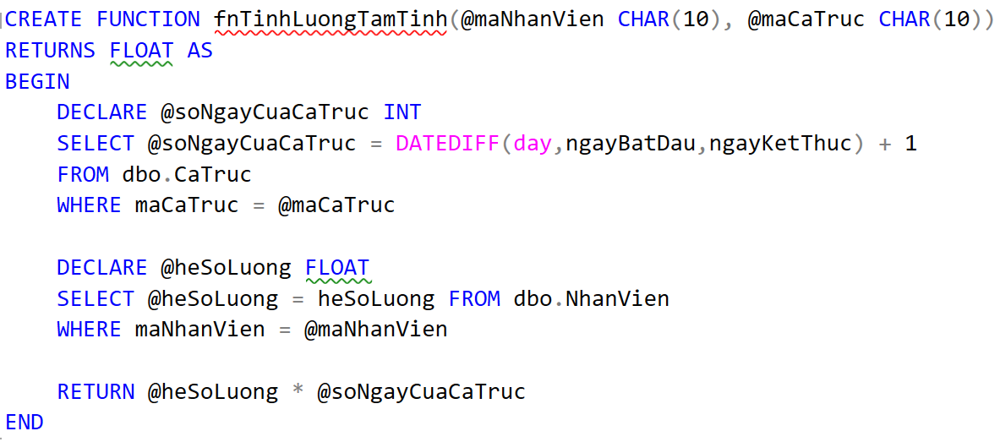 CREATE FUNCTION fnTinhLuongTamTinh(@maNhanVien CHAR(10), @maCaTruc CHAR(10))
RETURNS FLOAT AS
BEGIN
    DECLARE @soNgayCuaCaTruc INT
    SELECT @soNgayCuaCaTruc = DATEDIFF(day,ngayBatDau,ngayKetThuc) + 1
    FROM dbo.CaTruc
    WHERE maCaTruc = @maCaTruc

    DECLARE @heSoLuong FLOAT
    SELECT @heSoLuong = heSoLuong FROM dbo.NhanVien
    WHERE maNhanVien = @maNhanVien

    RETURN @heSoLuong * @soNgayCuaCaTruc
END